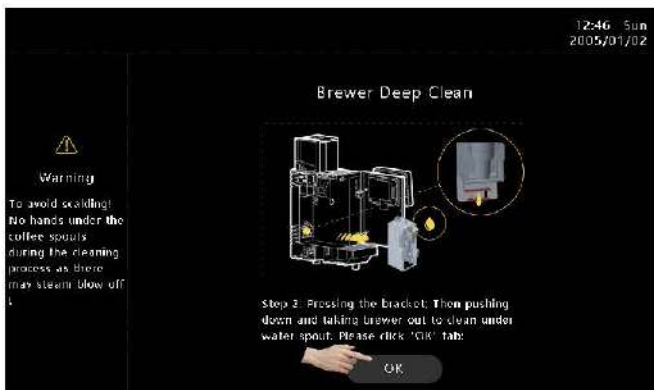 12:46 Sun
2005/01/02
Brewer Deep Clean
Warning
To avoid scalding!
No hands under the
coffee spouts
during the cleaning
process as there
may steam blow off
!
Step 2: Pressing the bracket; Then pushing
down and taking brewer out to clean under
water spout. Please click "OK" tab:
OK